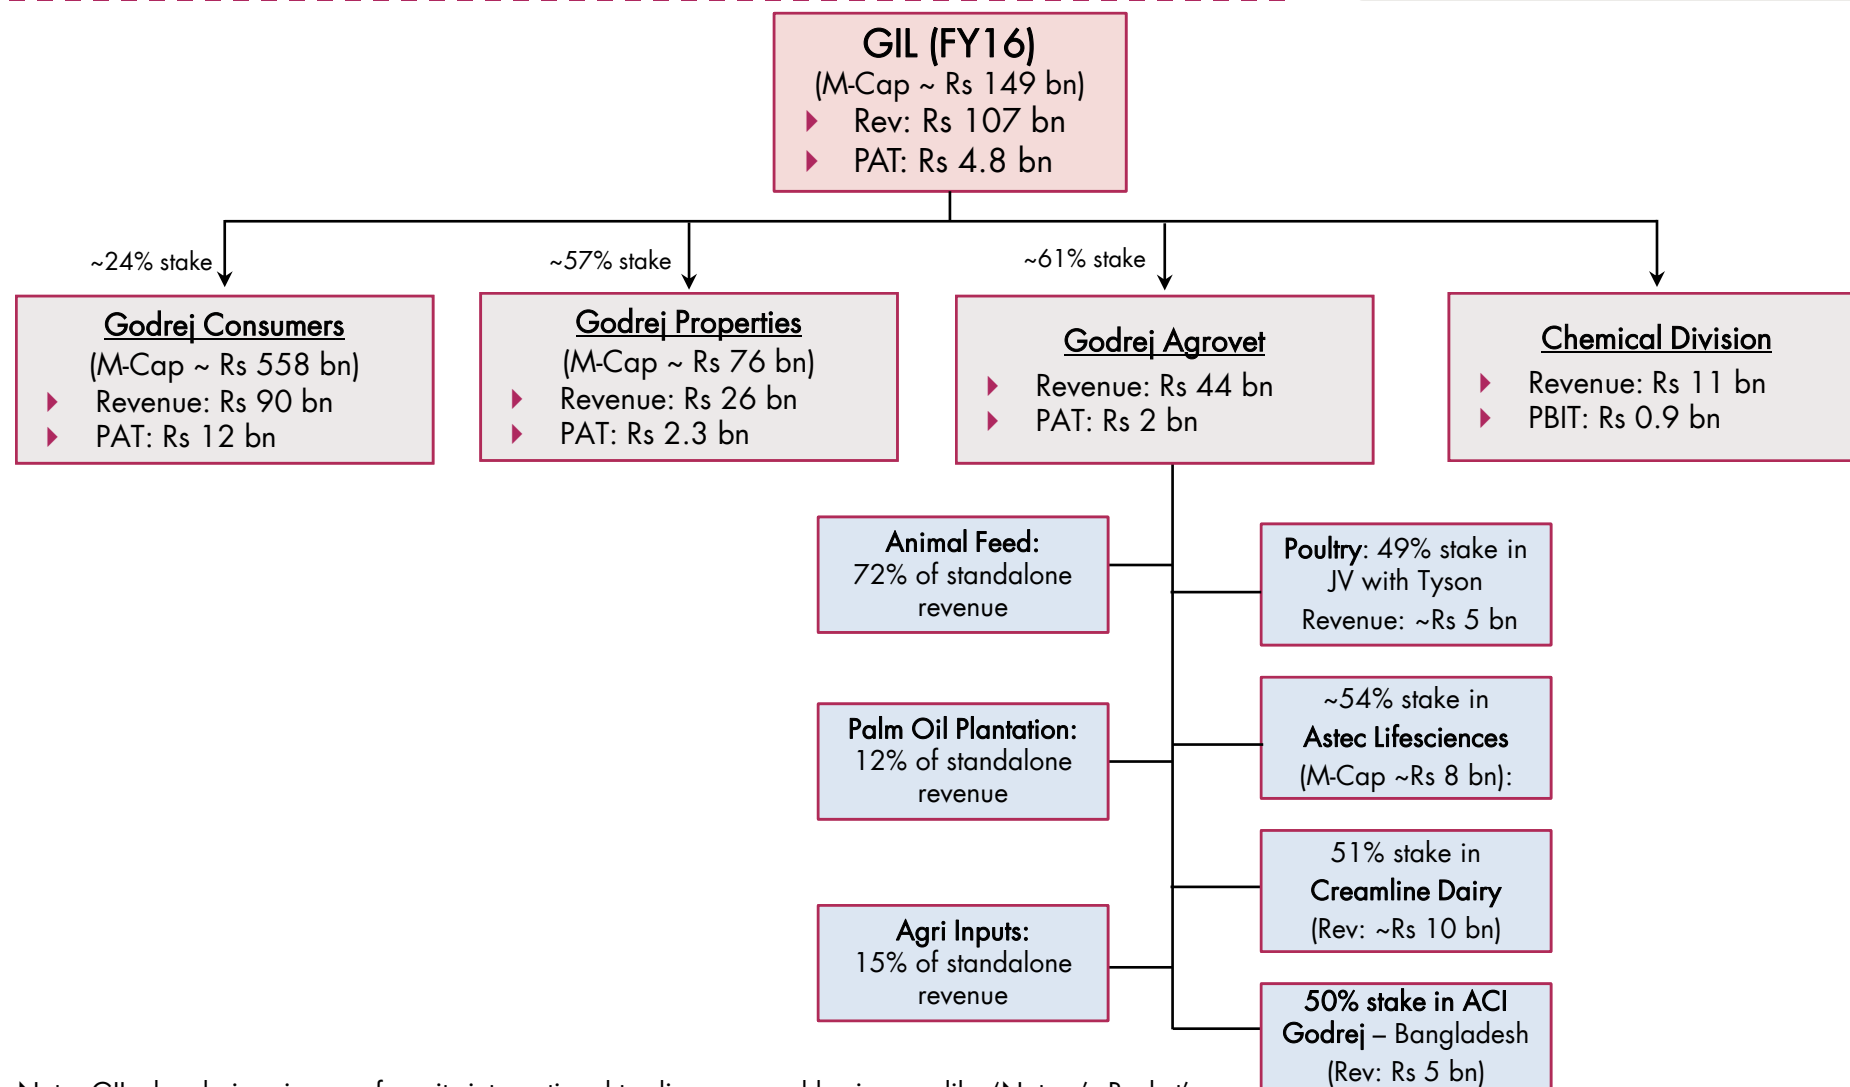 GIL (FY16)
(M-Cap ~ Rs 149 bn)
Rev: Rs 107 bn
PAT: Rs 4.8 bn
~24% stake
~57% stake
~61% stake
Godrej Consumers
(M-Cap ~ Rs 558 bn)
Revenue: Rs 90 bn
PAT: Rs 12 bn
Godrej Properties
(M-Cap ~ Rs 76 bn)
Revenue: Rs 26 bn
PAT: Rs 2.3 bn
Godrej Agrovet
Revenue: Rs 44 bn
PAT: Rs 2 bn
Chemical Division
Revenue: Rs 11 bn
PBIT: Rs 0.9 bn
Animal Feed:
72% of standalone
revenue
Poultry: 49% stake in
JV with Tyson
Revenue: ~Rs 5 bn
~54% stake in
Astec Lifesciences
(M-Cap ~Rs 8 bn):
Palm Oil Plantation:
12% of standalone
revenue
51% stake in
Creamline Dairy
(Rev: ~Rs 10 bn)
Agri Inputs:
15% of standalone
revenue
50% stake in ACI
Godrej – Bangladesh
(Rev: Rs 5 bn)